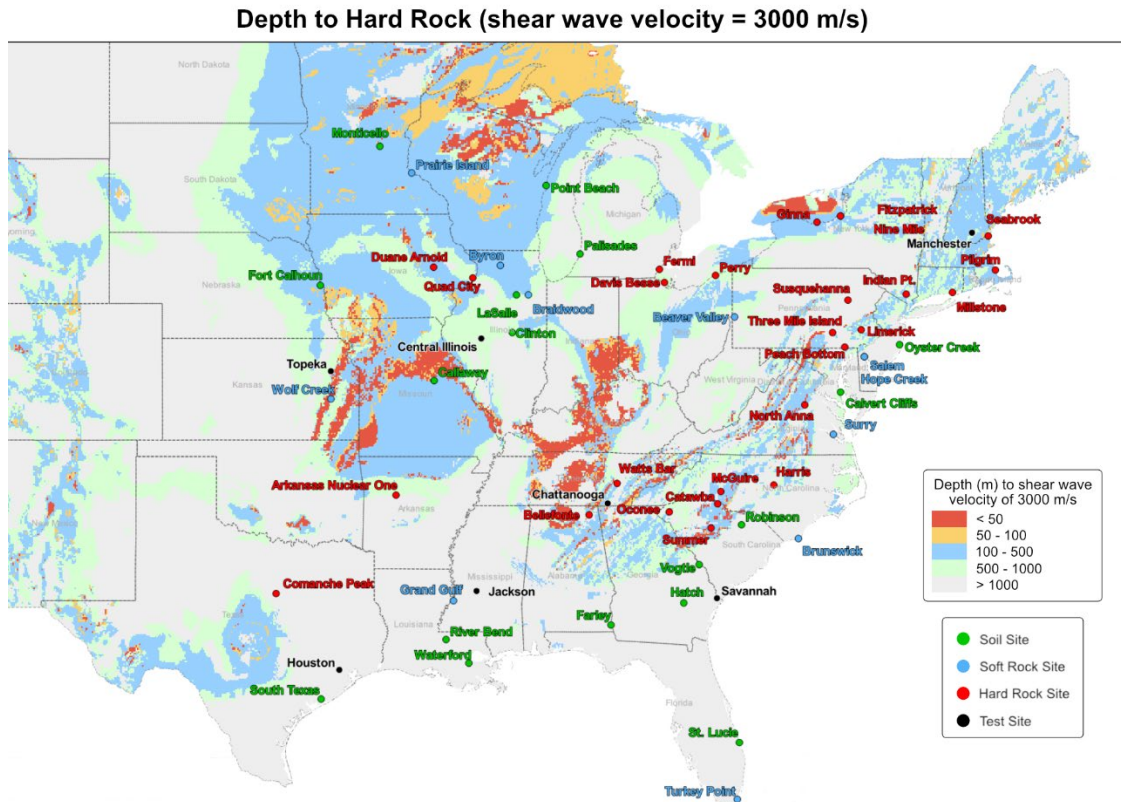 Depth to Hard Rock (shear wave velocity = 3000 m/s)
North Dakota
Monticello
Prairie Island
South Dakota
Point Beach
Michigan
Ginna
Fitzpatrick
Nine Mile
Seabrook
Manchester
Pilgrim
Palisades
Fermi
Duane Arnold
Byron
Iowa
Fort Calhoun
Quad City
Davis Besse
Perry
Susquehanna
Indian Pt.
Millstone
Nebraska
LaSalle
Braidwood
Beaver Valley
Pennsylvania
Three Mile Island
Limerick
Illinois
Clinton
Central Illinois
Peach Bottom
Oyster Creek
Topeka
Callaway
Salem
Hope Creek
Kansas
Wolf Creek
Missouri
West Virginia
Calvert Cliffs
North Anna
Surry
Watts Bar
Harris
McGuire
North Carolina
Arkansas Nuclear One
Arkansas
Chattanooga
Catawba
Bellefonte
Oconee
Robinson
Summer
South Carolina
Brunswick
Comanche Peak
Mississippi
Alabama
Georgia
Vogtle
Grand Gulf
Jackson
Hatch
Savannah
Texas
Louisiana
Farley
River Bend
Houston
Waterford
South Texas
Florida
St. Lucie
Turkey Point
Depth (m) to shear wave
velocity of 3000 m/s
< 50
50 - 100
100 - 500
500 - 1000
> 1000
Soil Site
Soft Rock Site
Hard Rock Site
Test Site